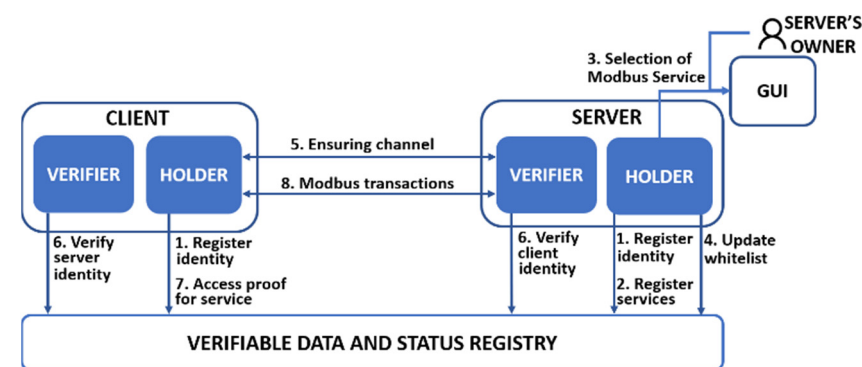 SERVER'S
OWNER
3. Selection of
Modbus Service
GUI
CLIENT
SERVER
5. Ensuring channel
VERIFIER
HOLDER
8. Modbus transactions
VERIFIER
HOLDER
6. Verify
server
identity
1. Register
identity
7. Access proof
for service
6. Verify
client
identity
1. Register
identity
2. Register
services
4. Update
whitelist
VERIFIABLE DATA AND STATUS REGISTRY